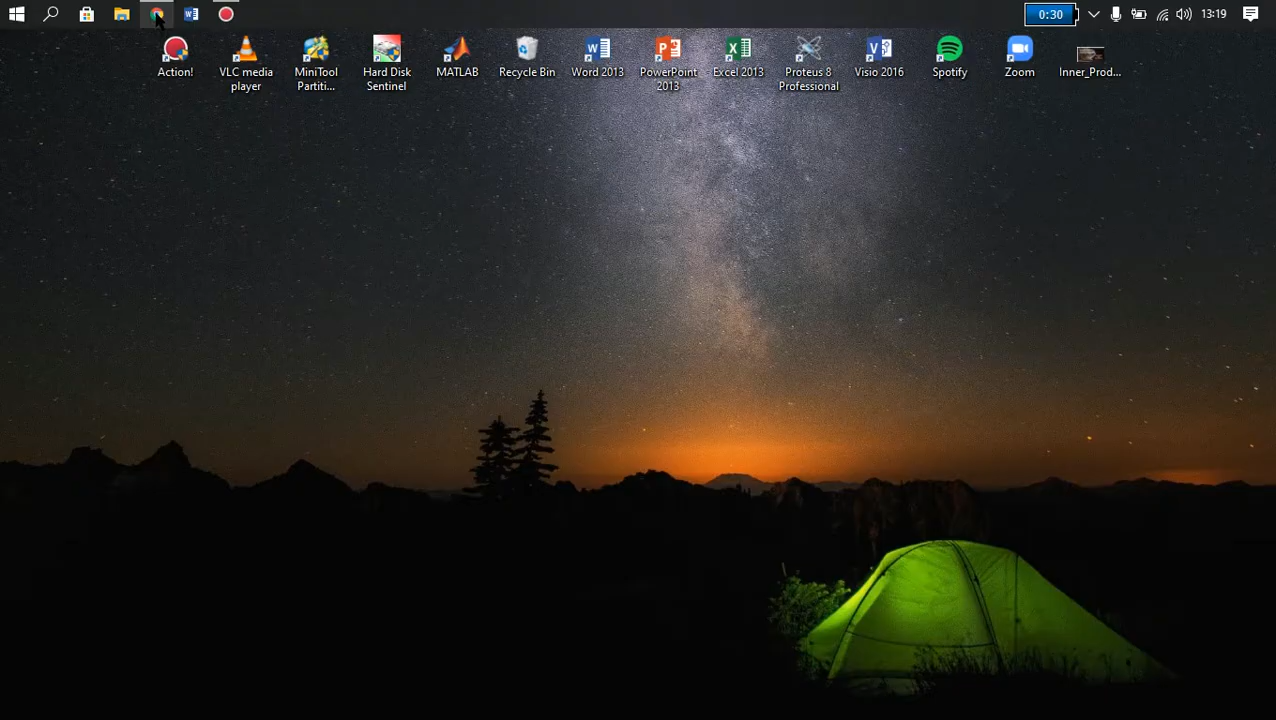 0:30
13:19
Action!
VLC media
player
MiniTool
Partiti...
Hard Disk
Sentinel
MATLAB
Recycle Bin
Word 2013
PowerPoint
2013
Excel 2013
Proteus 8
Professional
Visio 2016
Spotify
Zoom
Inner_Prod...